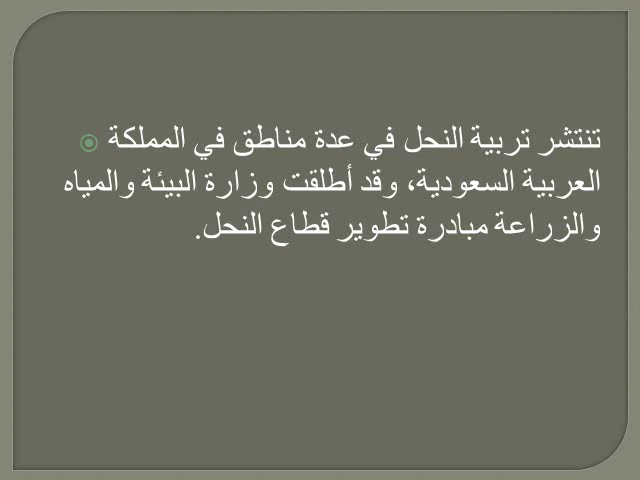 تنتشر تربية النحل في عدة مناطق في المملكة
العربية السعودية، وقد أطلقت وزارة البيئة والمياه
والزراعة مبادرة تطوير قطاع النحل.